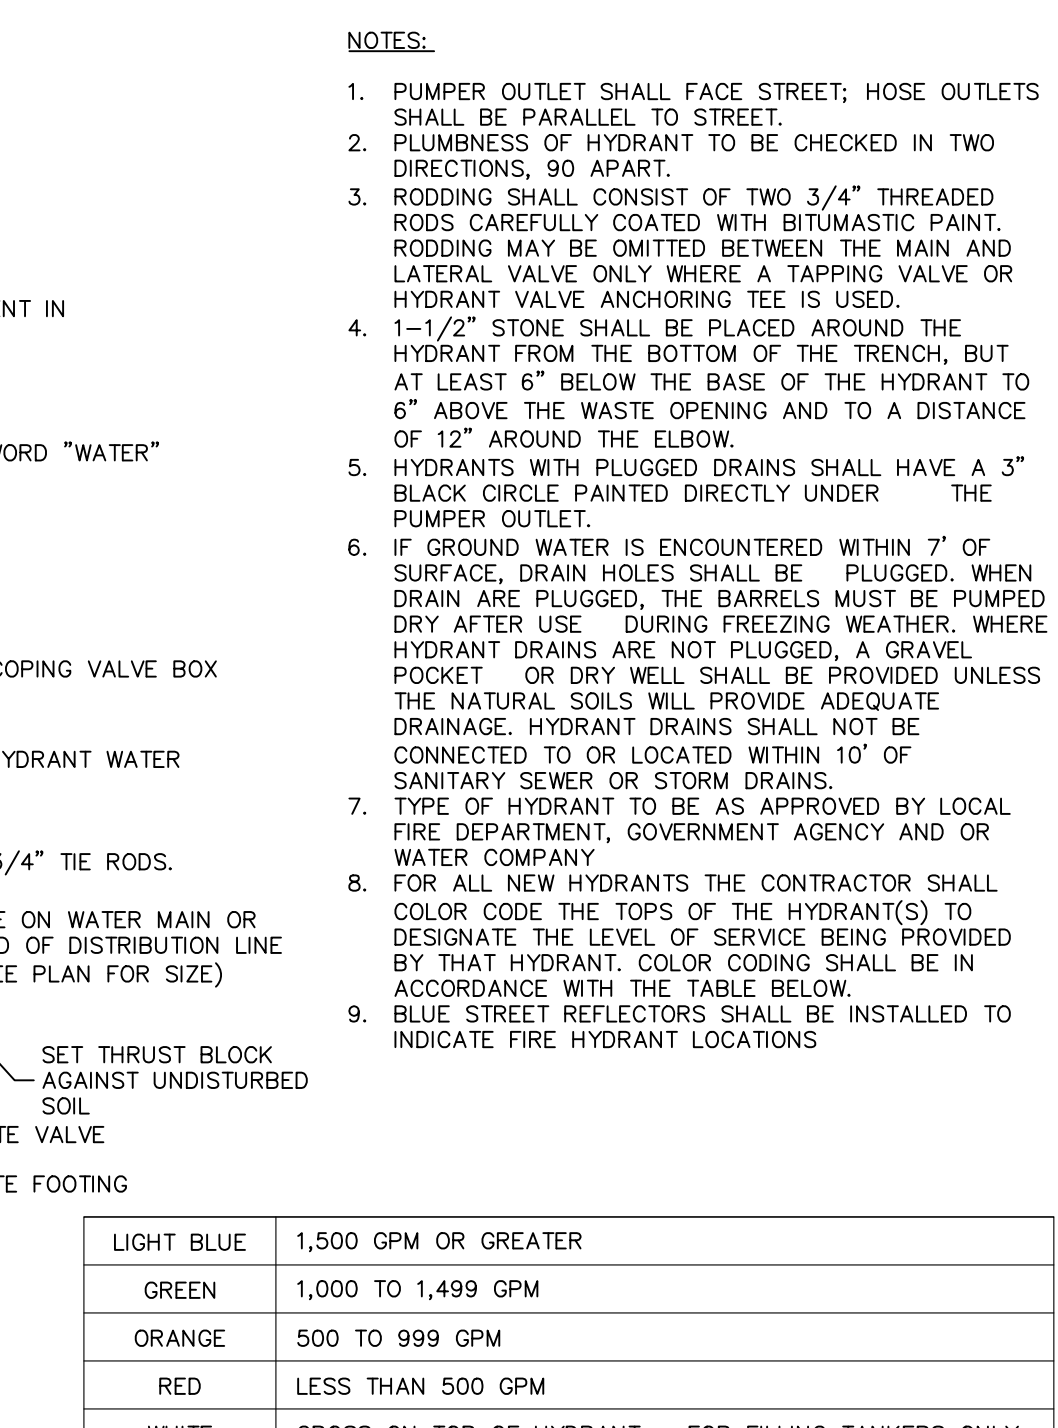 NOTES:
1. PUMPER OUTLET SHALL FACE STREET; HOSE OUTLETS
SHALL BE PARALLEL TO STREET.
2. PLUMBNESS OF HYDRANT TO BE CHECKED IN TWO
DIRECTIONS, 90 APART.
3. RODDING SHALL CONSIST OF TWO 3/4" THREADED
RODS CAREFULLY COATED WITH BITUMASTIC PAINT.
RODDING MAY BE OMITTED BETWEEN THE MAIN AND
LATERAL VALVE ONLY WHERE A TAPPING VALVE OR
HYDRANT VALVE ANCHORING TEE IS USED.
4. 1-1/2" STONE SHALL BE PLACED AROUND THE
HYDRANT FROM THE BOTTOM OF THE TRENCH, BUT
AT LEAST 6" BELOW THE BASE OF THE HYDRANT TO
6" ABOVE THE WASTE OPENING AND TO A DISTANCE
OF 12" AROUND THE ELBOW.
5. HYDRANTS WITH PLUGGED DRAINS SHALL HAVE A 3"
BLACK CIRCLE PAINTED DIRECTLY UNDER THE
PUMPER OUTLET.
6. IF GROUND WATER IS ENCOUNTERED WITHIN 7' OF
SURFACE, DRAIN HOLES SHALL BE PLUGGED. WHEN
DRAIN ARE PLUGGED, THE BARRELS MUST BE PUMPED
DRY AFTER USE DURING FREEZING WEATHER. WHERE
HYDRANT DRAINS ARE NOT PLUGGED, A GRAVEL
POCKET OR DRY WELL SHALL BE PROVIDED UNLESS
THE NATURAL SOILS WILL PROVIDE ADEQUATE
DRAINAGE. HYDRANT DRAINS SHALL NOT BE
CONNECTED TO OR LOCATED WITHIN 10' OF
SANITARY SEWER OR STORM DRAINS.
7. TYPE OF HYDRANT TO BE AS APPROVED BY LOCAL
FIRE DEPARTMENT, GOVERNMENT AGENCY AND OR
WATER COMPANY
8. FOR ALL NEW HYDRANTS THE CONTRACTOR SHALL
COLOR CODE THE TOPS OF THE HYDRANT(S) TO
DESIGNATE THE LEVEL OF SERVICE BEING PROVIDED
BY THAT HYDRANT. COLOR CODING SHALL BE IN
ACCORDANCE WITH THE TABLE BELOW.
9. BLUE STREET REFLECTORS SHALL BE INSTALLED TO
INDICATE FIRE HYDRANT LOCATIONS
IN
"WATER"
VALVE BOX
WATER
TIE RODS.
ON WATER MAIN OR
OF DISTRIBUTION LINE
PLAN FOR SIZE)
SET THRUST BLOCK
AGAINST UNDISTURBED
SOIL
VALVE
FOOTING
LIGHT BLUE 1,500 GPM OR GREATER
GREEN 1,000 TO 1,499 GPM
ORANGE 500 TO 999 GPM
RED LESS THAN 500 GPM
WHITE CROSS ON TOP OF HYDRANT FOR FILLING TANKERS ONLY